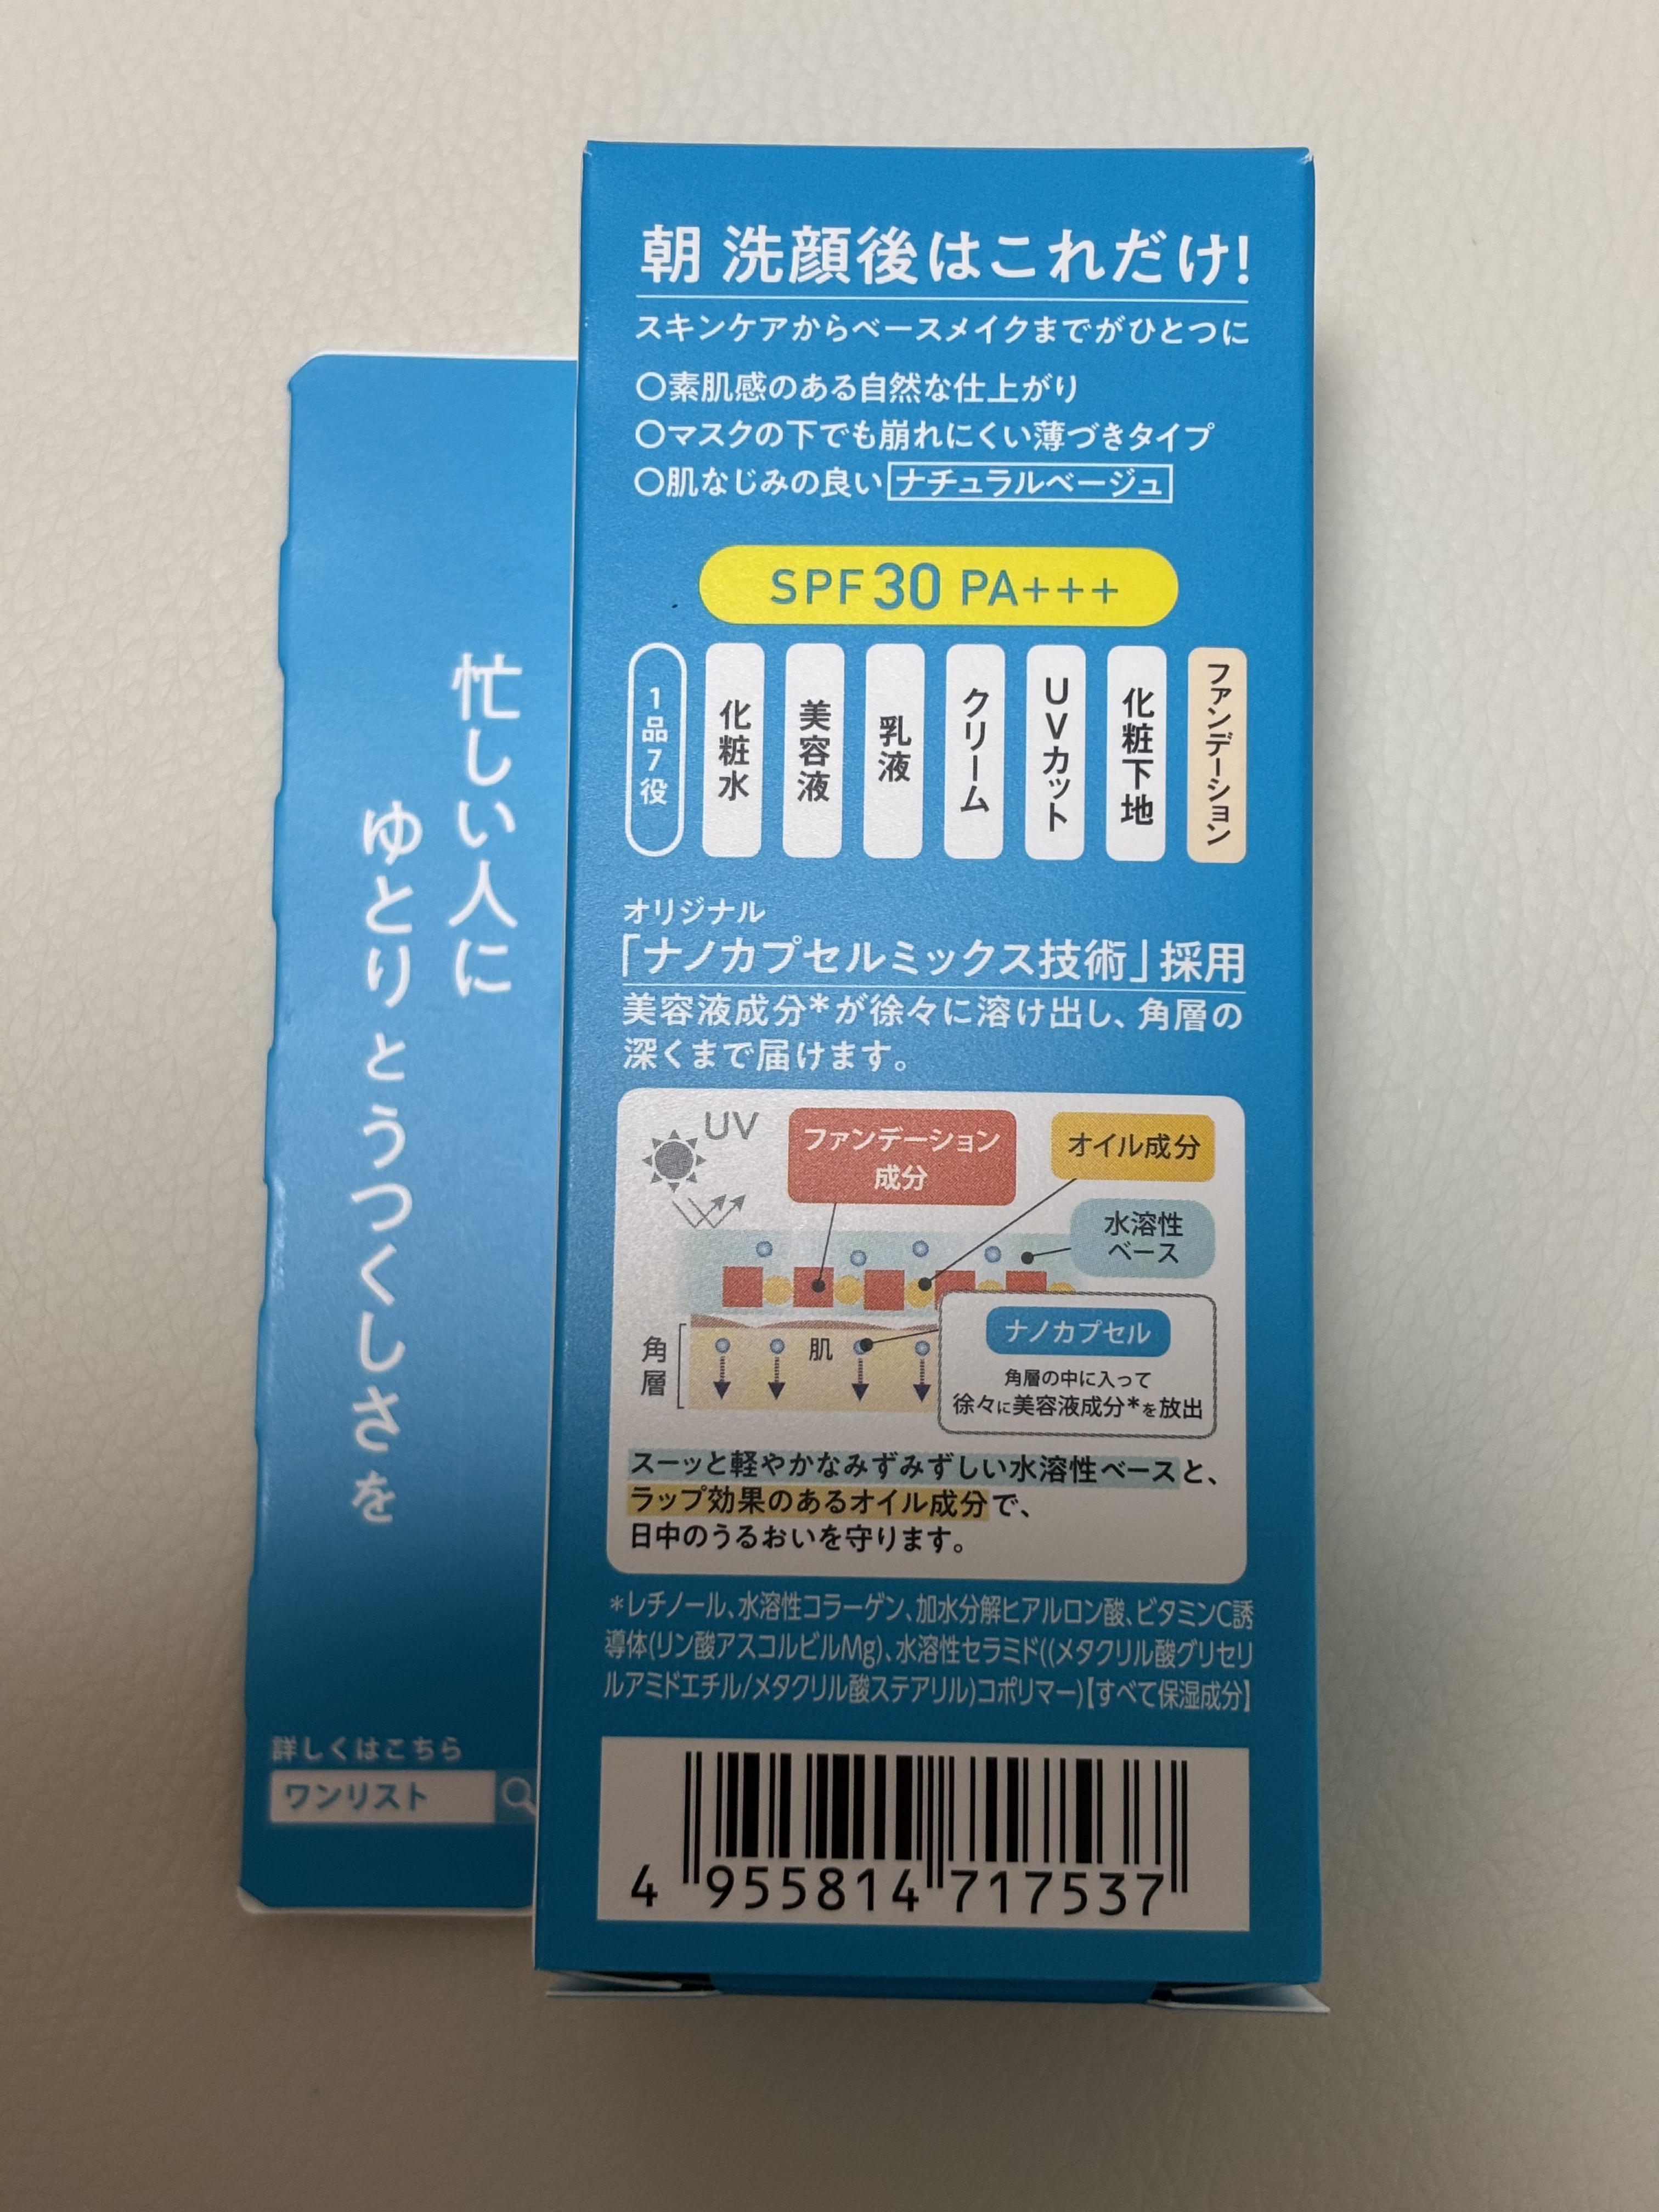 朝 洗顔後はこれだけ!
スキンケアからベースメイクまでがひとつに
○素肌感のある自然な仕上がり
○マスクの下でも崩れにくい薄づきタイプ
○肌なじみの良いナチュラルベージュ
SPF30 PA+++
1品7役
化粧水
美容液
乳液
クリーム
UVカット
化粧下地
ファンデーション
オリジナル
「ナノカプセルミックス技術」採用
美容液成分*が徐々に溶け出し、角層の
深くまで届けます。
UV
ファンデーション
成分
オイル成分
水溶性
ベース
角層
肌
ナノカプセル
角層の中に入って
徐々に美容液成分*を放出
スーッと軽やかなみずみずしい水溶性ベースと、
ラップ効果のあるオイル成分で、
日中のうるおいを守ります。
*レチノール、水溶性コラーゲン、加水分解ヒアルロン酸、ビタミンC誘
導体(リン酸アスコルビルMg)、水溶性セラミド((メタクリル酸グリセリ
ルアミドエチル/メタクリル酸ステアリル)コポリマー)【すべて保湿成分】
4 955814 717537
忙しい人に
ゆとりとうつくしさを
詳しくはこちら
ワンリスト